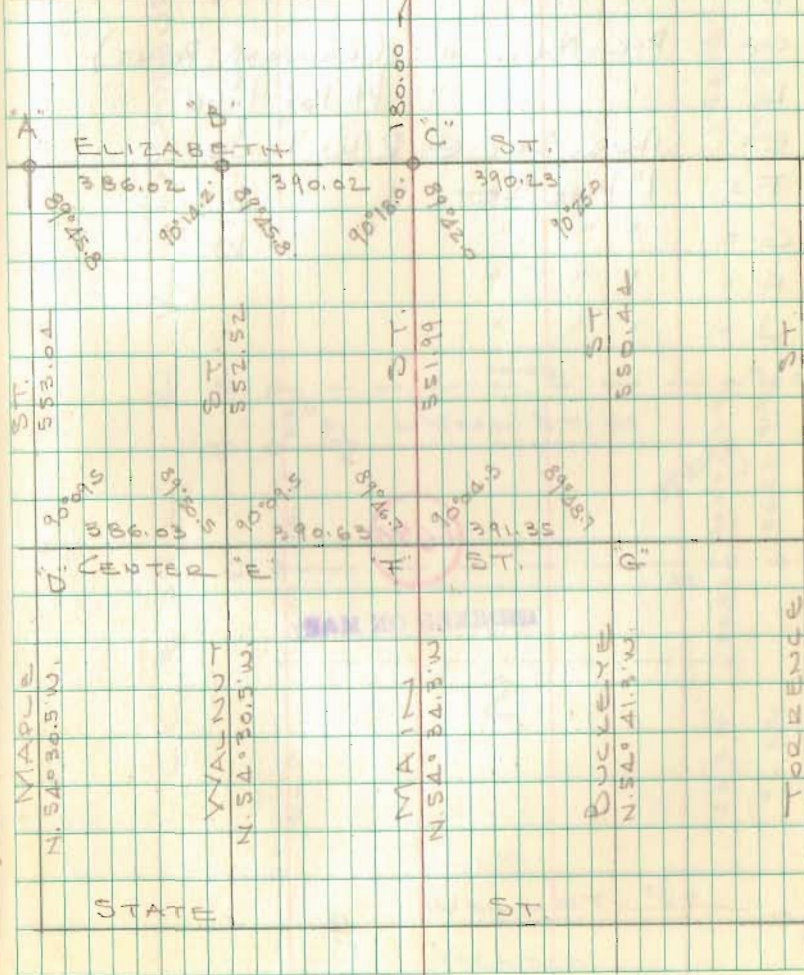 180.00
"A"
"B"
"C"
ELIZABETH ST.
386.02 390.02 390.23
89°45.8 90°14.2' 89°45.8 90°18.0' 89°42.0 90°25.0
ST. 553.04
ST. 552.52
ST. 551.99
ST 550.44
ST.
90°09.5 89°50.5 90°09.5 89°46.7 90°04.3 89°48.7
386.03 390.63 391.35
"D" CENTER "E" "F" ST. "G"
MAPLE
N. 54° 30.5' W.
WALNUT
N. 54° 30.5' W.
MAIN
N 54° 34.3' W.
BUCKEYE
N. 54° 41.3' W.
TORRENCE
STATE ST.